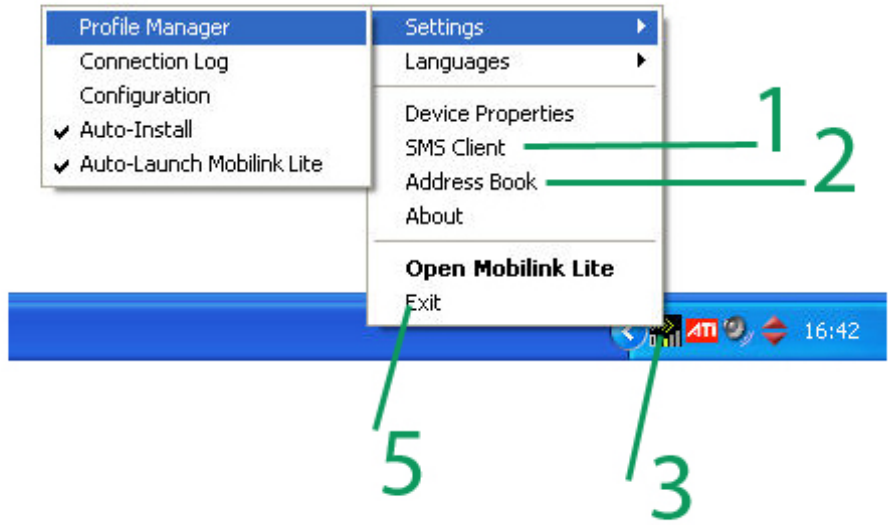 Profile Manager
Connection Log
Configuration
Auto-Install
Auto-Launch Mobilink Lite
Settings
Languages
Device Properties
SMS Client
Address Book
About
Open Mobilink Lite
Exit
1
2
ATI
16:42
5
3